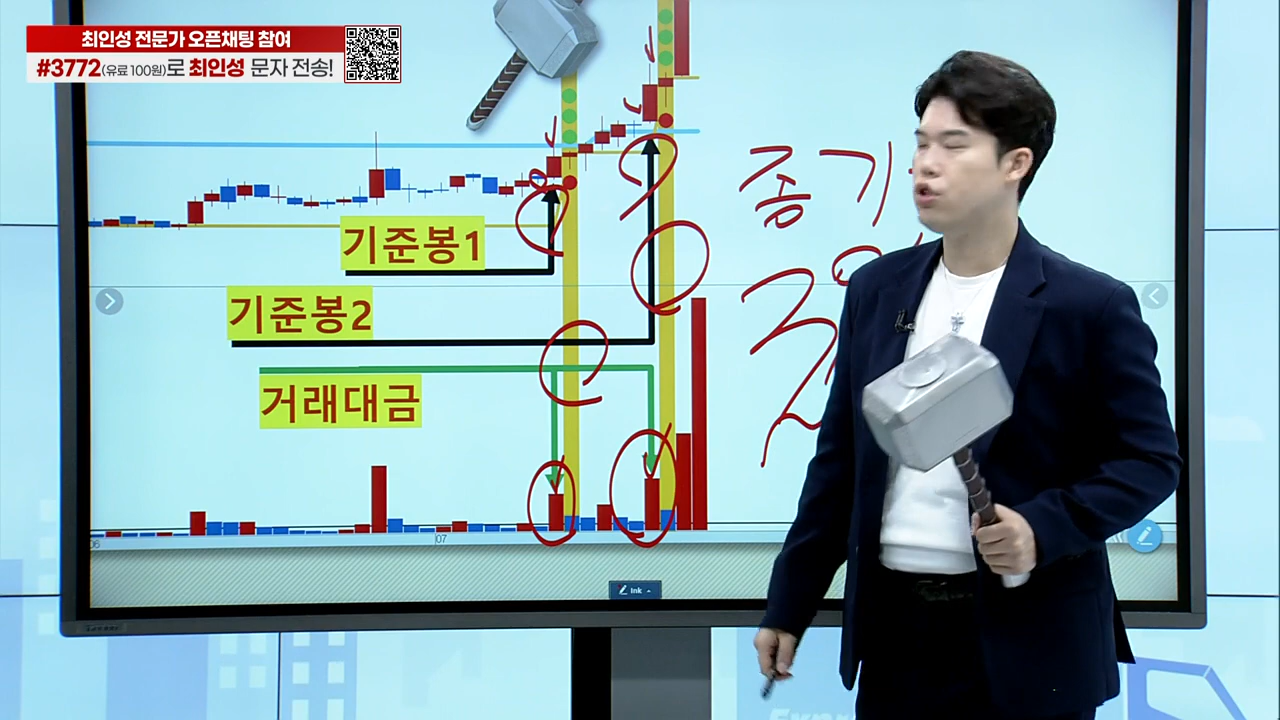 최인성 전문가 오픈채팅 참여
#3772(유료 100원)로 최인성 문자 전송!
기준봉1
기준봉2
거래대금
07
Ink
종기